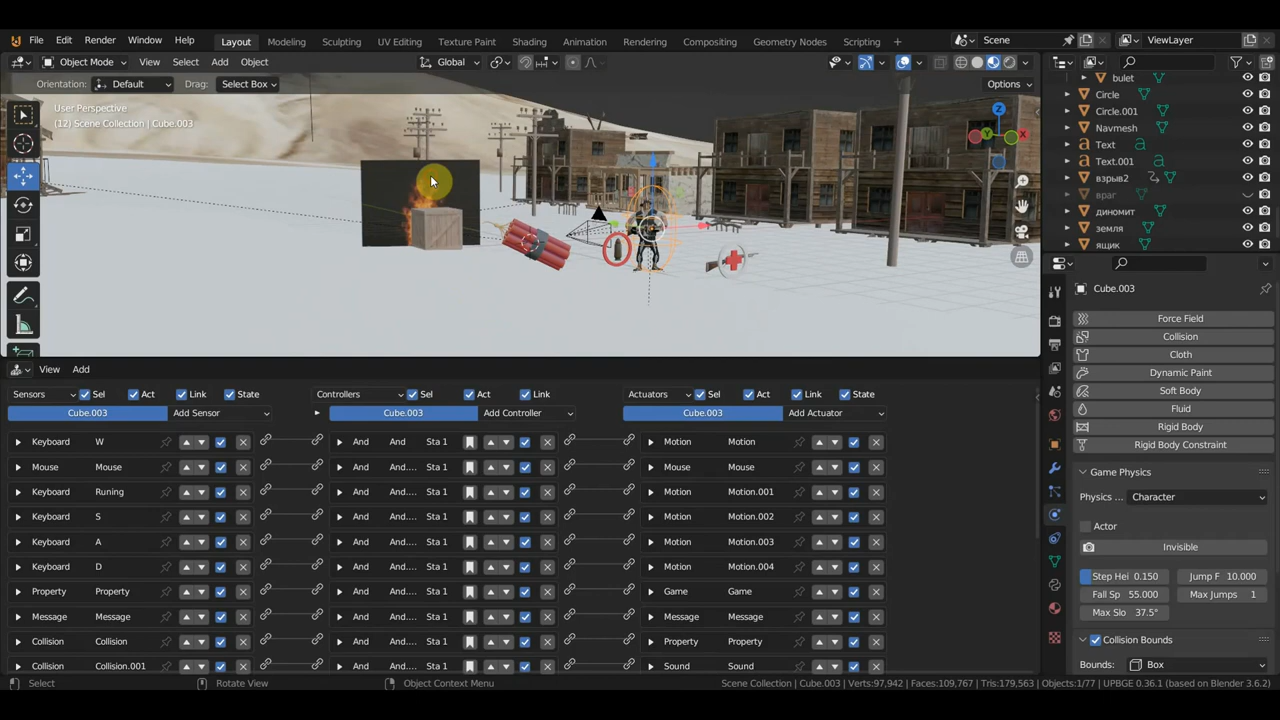 File Edit Render Window Help Layout Modeling Sculpting UV Editing Texture Paint Shading Animation Rendering Compositing Geometry Nodes Scripting + Scene ViewLayer
Object Mode View Select Add Object Global
Orientation: Default Drag: Select Box Options
User Perspective
(12) Scene Collection | Cube.003
Z
Y
X
bulet
Circle
Circle.001
Navmesh
Text
Text.001
взрыв2
враг
диномит
земля
ящик
Cube.003
Force Field
Collision
Cloth
Dynamic Paint
Soft Body
Fluid
Rigid Body
Rigid Body Constraint
Game Physics
Physics ... Character
Actor
Invisible
Step Hei 0.150 Jump F 10.000
Fall Sp 55.000 Max Jumps 1
Max Slo 37.5°
Collision Bounds
Bounds: Box
View Add
Sensors Sel Act Link State Controllers Sel Act Link Actuators Sel Act Link State
Cube.003 Add Sensor Cube.003 Add Controller Cube.003 Add Actuator
Keyboard W And And Sta 1 Motion Motion
Mouse Mouse And And.... Sta 1 Mouse Mouse
Keyboard Runing And And.... Sta 1 Motion Motion.001
Keyboard S And And.... Sta 1 Motion Motion.002
Keyboard A And And.... Sta 1 Motion Motion.003
Keyboard D And And.... Sta 1 Motion Motion.004
Property Property And And.... Sta 1 Game Game
Message Message And And.... Sta 1 Message Message
Collision Collision And And.... Sta 1 Property Property
Collision Collision.001 And And.... Sta 1 Sound Sound
Select Rotate View Object Context Menu Scene Collection | Cube.003 | Verts:97,942 | Faces:109,767 | Tris:179,563 | Objects:1/77 | UPBGE 0.36.1 (based on Blender 3.6.2)